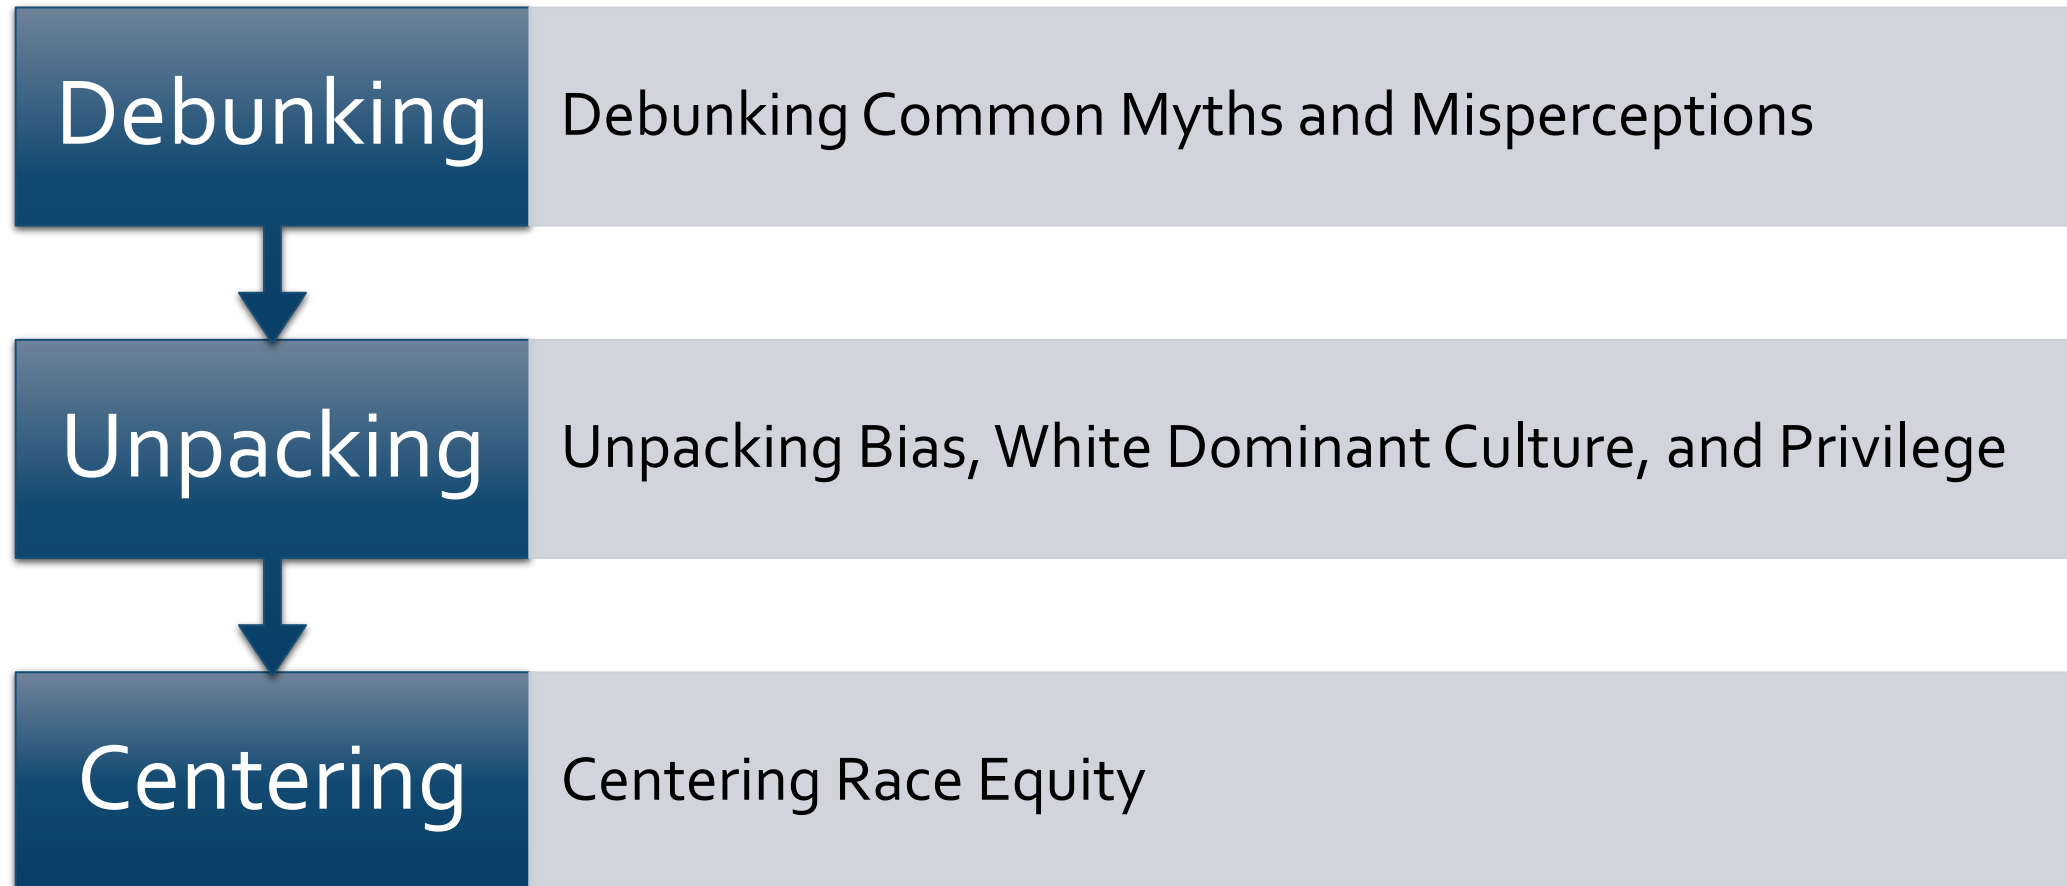 Debunking
Debunking Common Myths and Misperceptions
Unpacking
Unpacking Bias, White Dominant Culture, and Privilege
Centering
Centering Race Equity